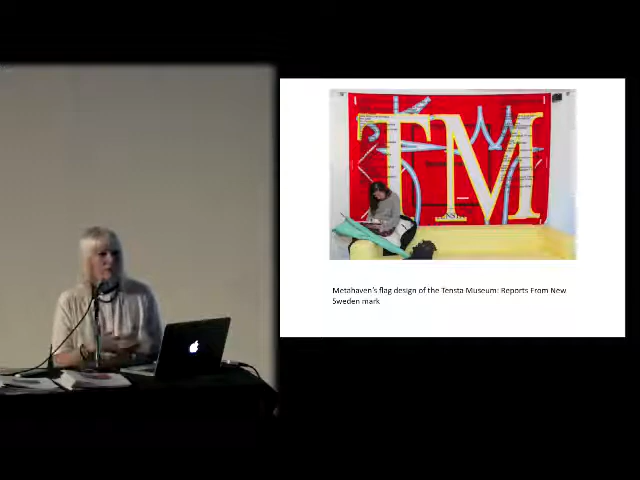 TM
Metahaven's flag design of the Tensta Museum: Reports From New
Sweden mark